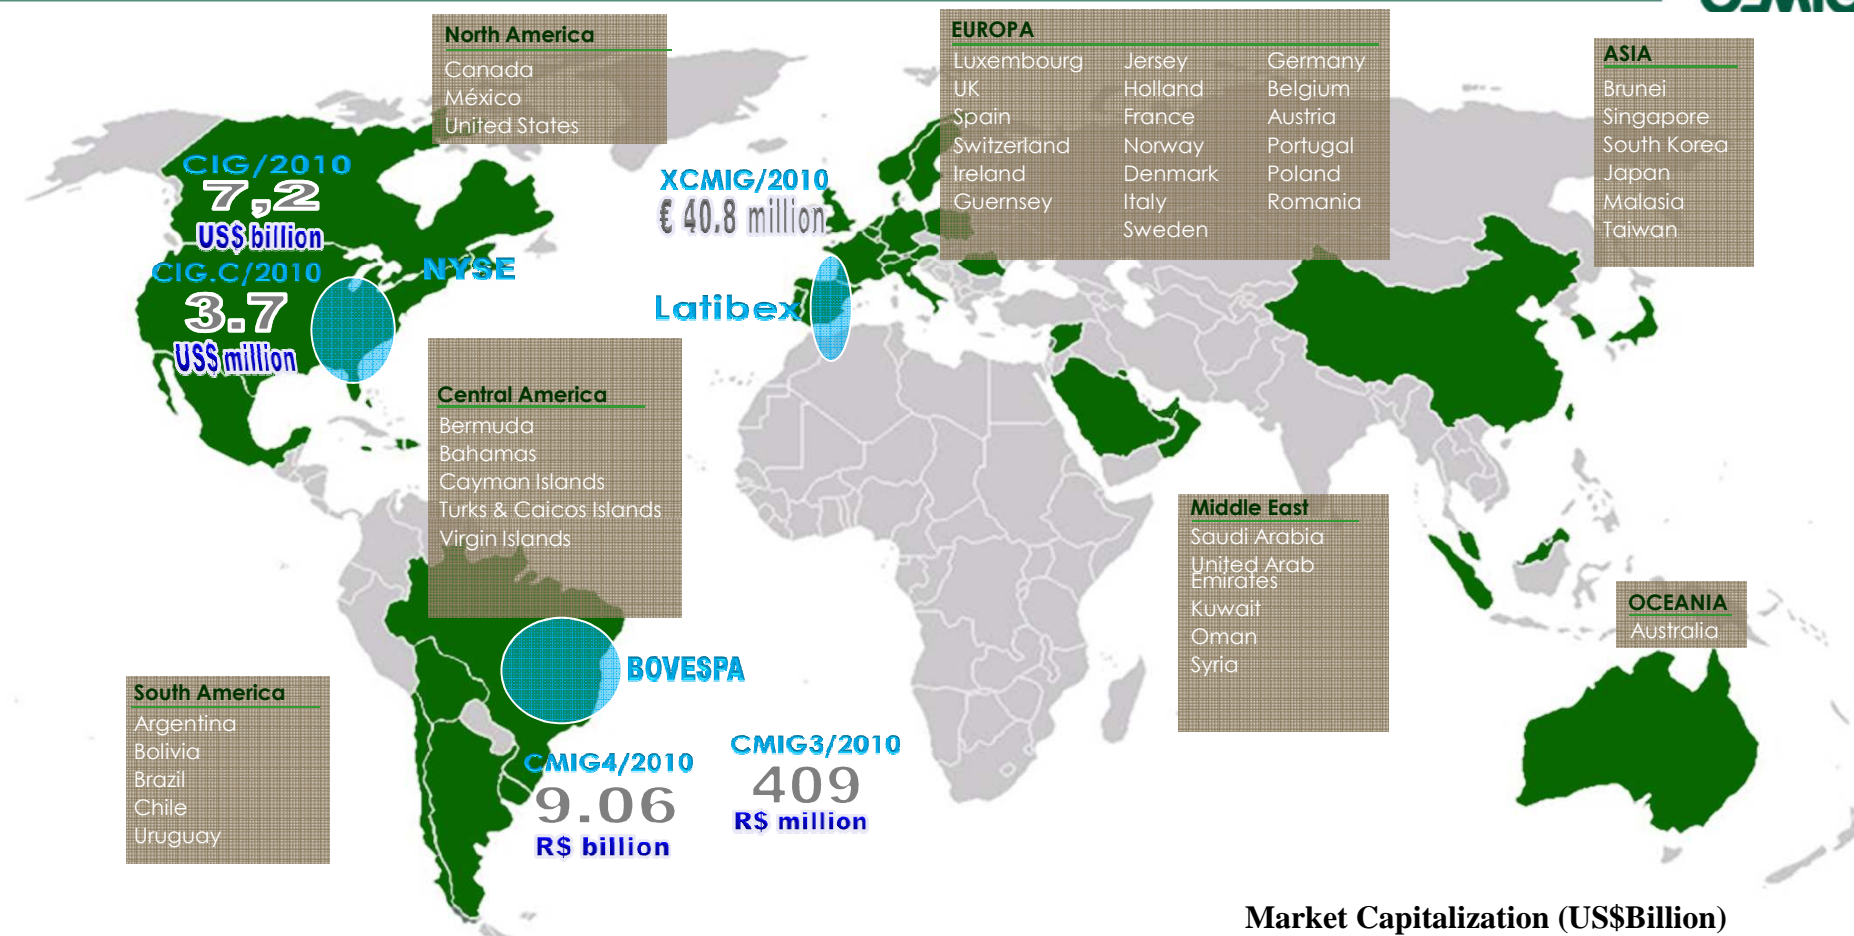 North America
Canada
México
United States
EUROPA
Luxembourg
UK
Spain
Switzerland
Ireland
Guernsey
Jersey
Holland
France
Norway
Denmark
Italy
Sweden
Germany
Belgium
Austria
Portugal
Poland
Romania
ASIA
Brunei
Singapore
South Korea
Japan
Malasia
Taiwan
CIG/2010
7,2
US$ billion
CIG.C/2010
3.7
US$ million
NYSE
XCMIG/2010
€ 40.8 million
Latibex
Central America
Bermuda
Bahamas
Cayman Islands
Turks & Caicos Islands
Virgin Islands
Middle East
Saudi Arabia
United Arab
Emirates
Kuwait
Oman
Syria
OCEANIA
Australia
BOVESPA
South America
Argentina
Bolivia
Brazil
Chile
Uruguay
CMIG4/2010
9.06
R$ billion
CMIG3/2010
409
R$ million
Market Capitalization (US$Billion)